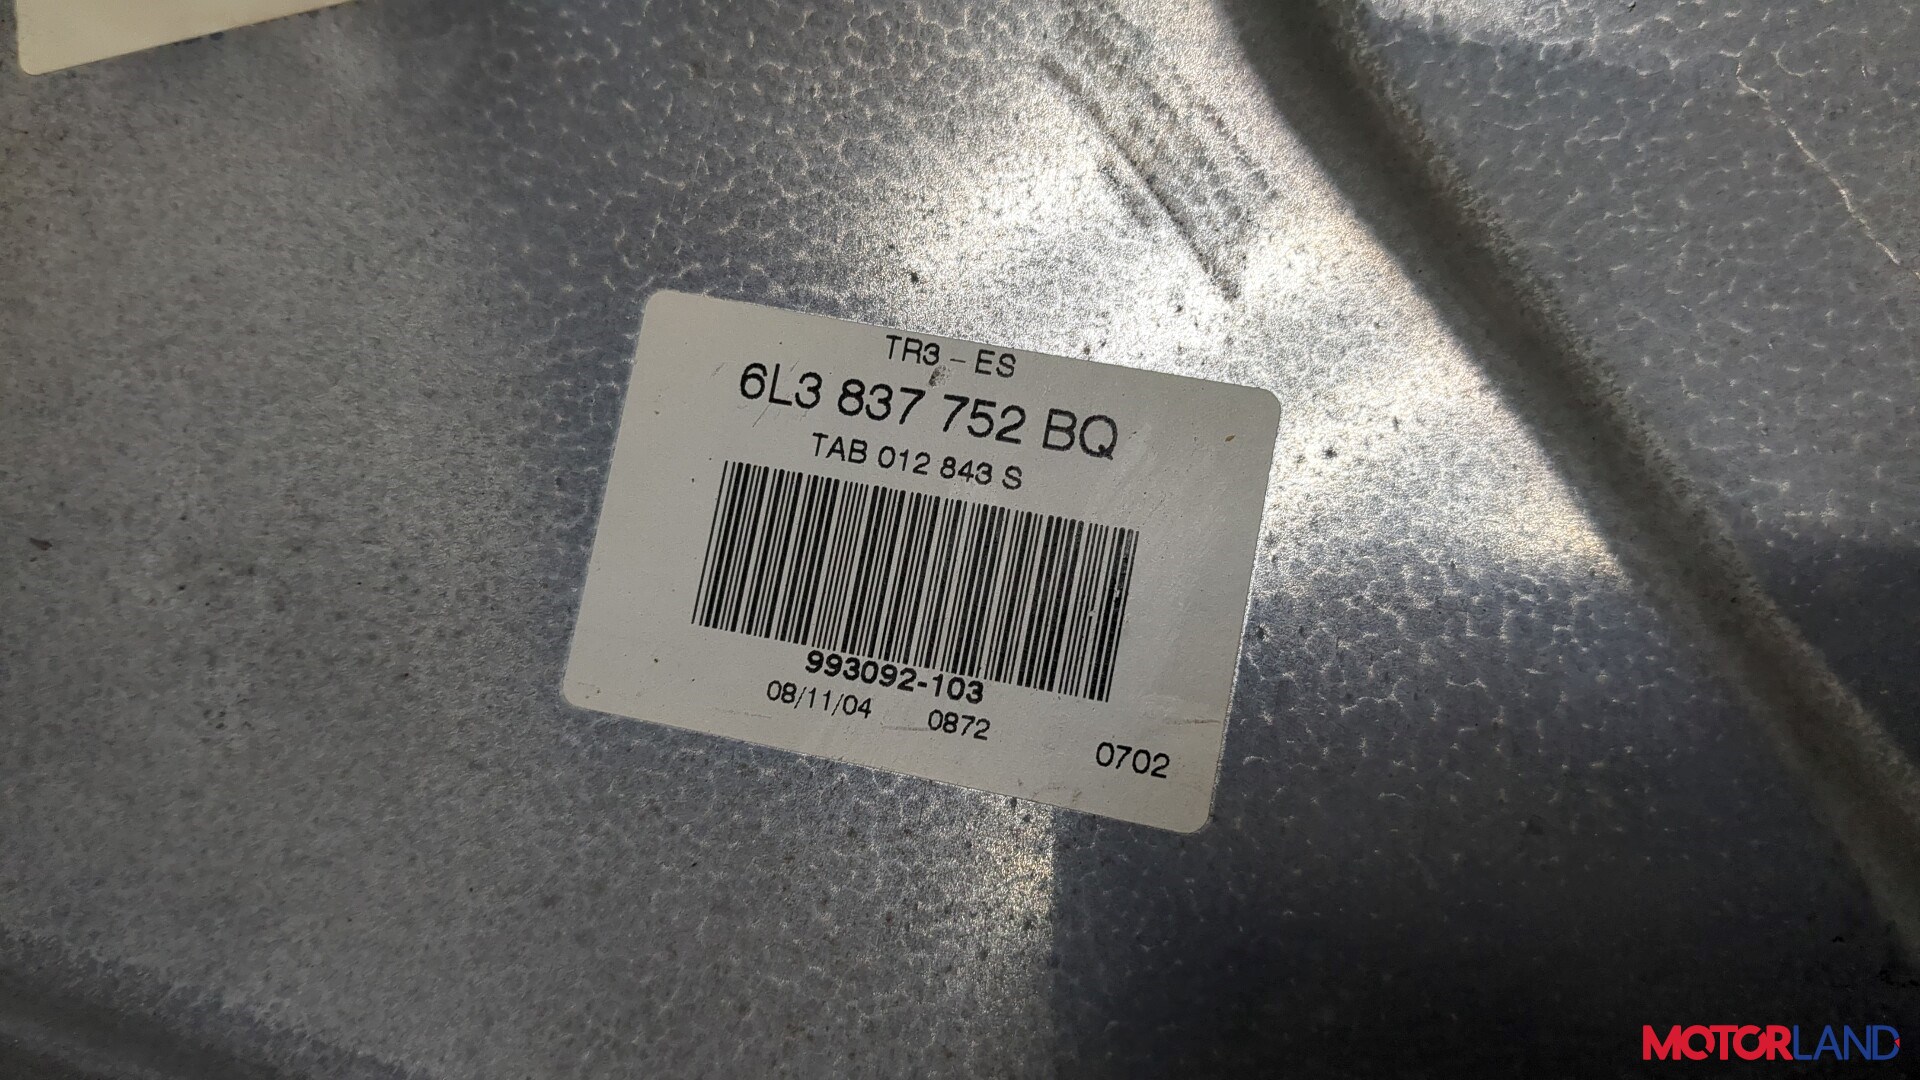 TR3 - ES
6L3 837 752 BQ
TAB 012 843 S
993092-103
08/11/04 0872
0702
MOTORLAND